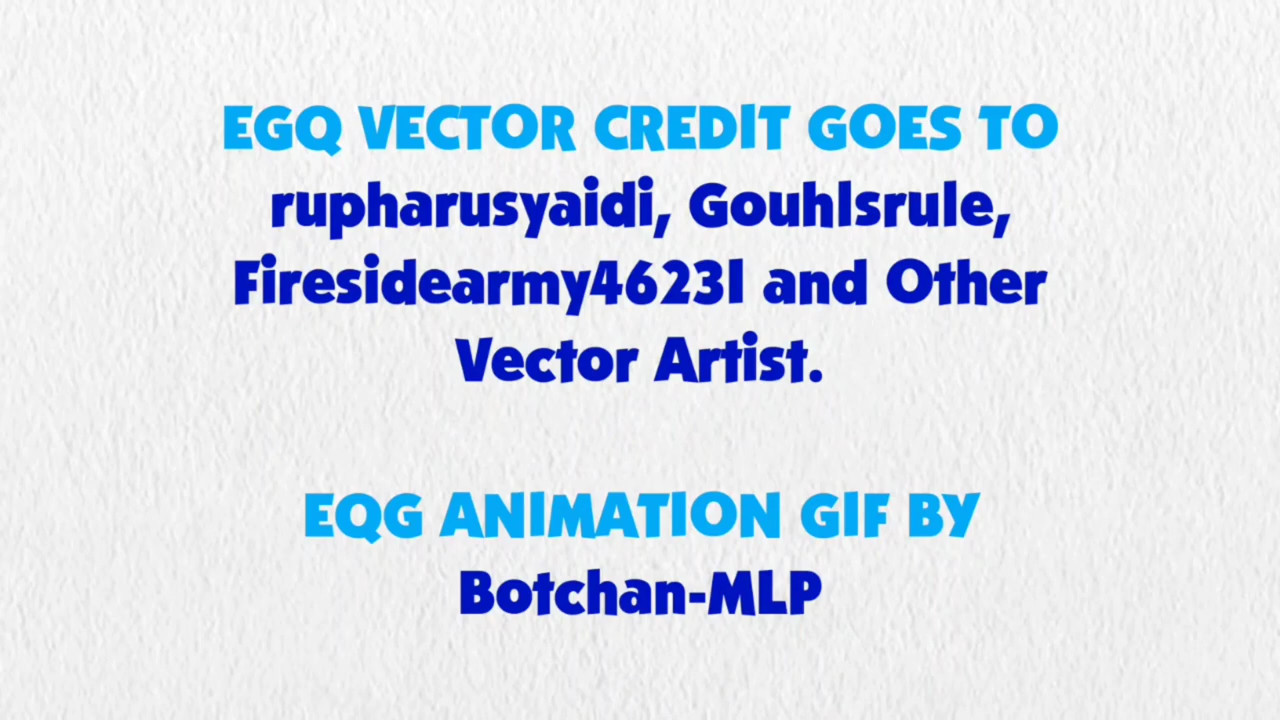 EGQ VECTOR CREDIT GOES TO
rupharusyaidi, Gouhlsrule,
Firesidearmy46231 and Other
Vector Artist.
EQG ANIMATION GIF BY
Botchan-MLP